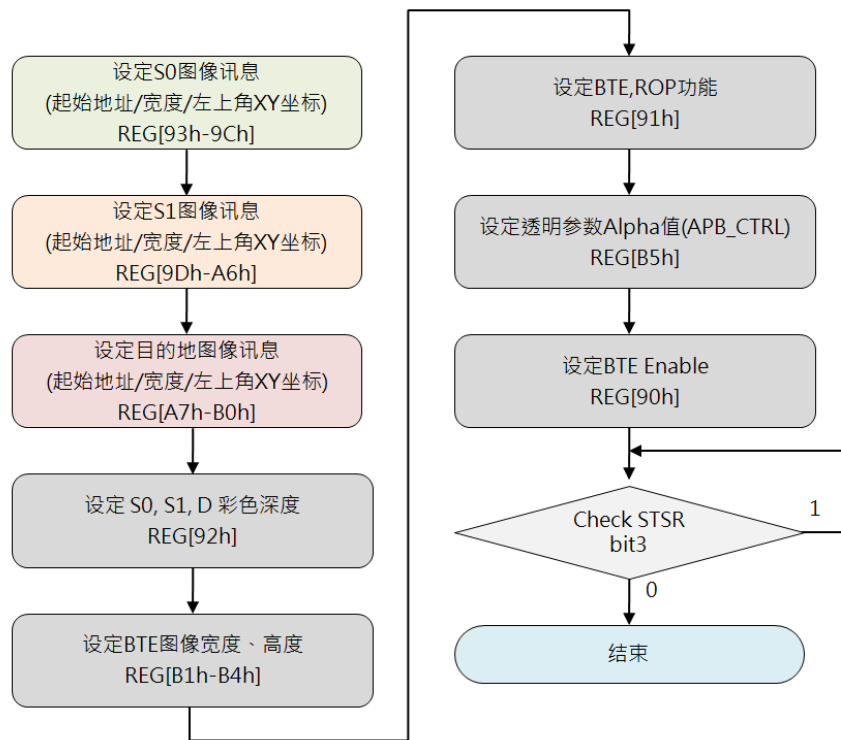 设定S0图像讯息
(起始地址/宽度/左上角XY坐标)
REG[93h-9Ch]
设定S1图像讯息
(起始地址/宽度/左上角XY坐标)
REG[9Dh-A6h]
设定目的地图像讯息
(起始地址/宽度/左上角XY坐标)
REG[A7h-B0h]
设定 S0, S1, D 彩色深度
REG[92h]
设定BTE图像宽度、高度
REG[B1h-B4h]
设定BTE,ROP功能
REG[91h]
设定透明参数Alpha值(APB_CTRL)
REG[B5h]
设定BTE Enable
REG[90h]
Check STSR
bit3
1
0
结束